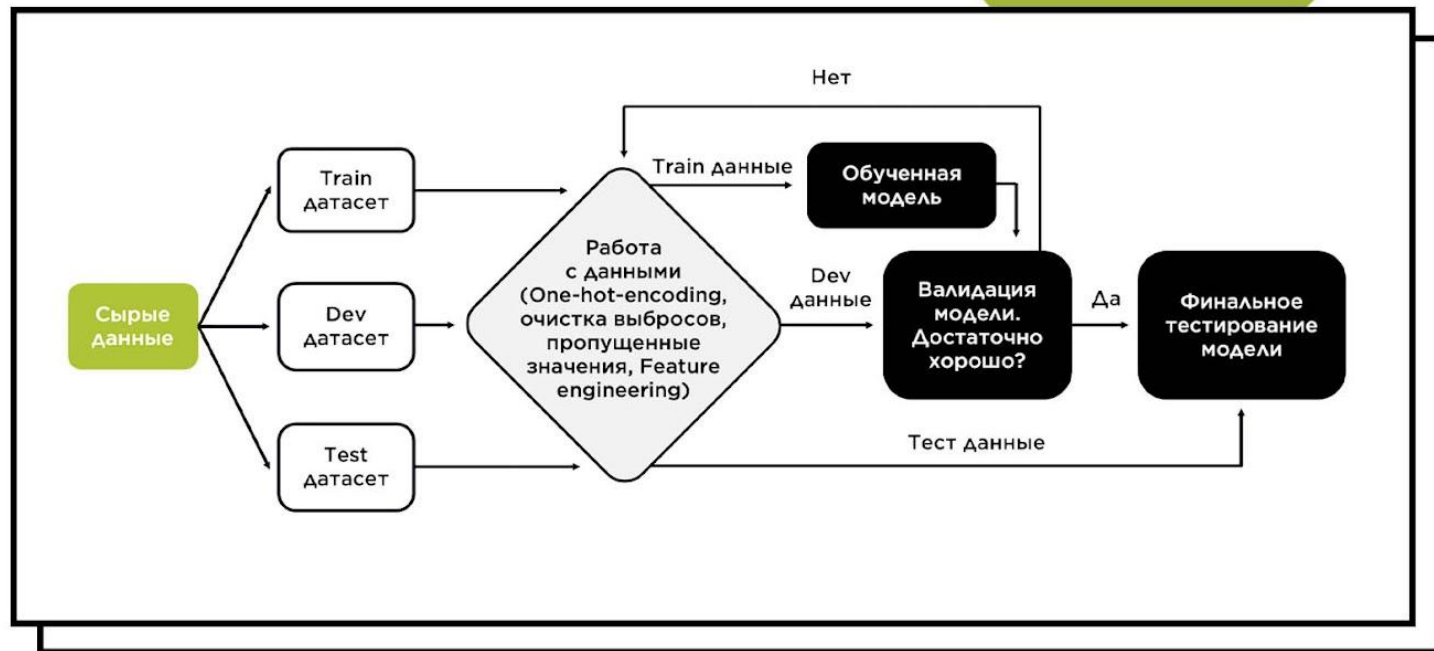 Нет
Train данные
Обученная
модель
Train
датасет
Работа
с данными
(One-hot-encoding,
очистка выбросов,
пропущенные
значения, Feature
engineering)
Dev
данные
Валидация
модели.
Достаточно
хорошо?
Да
Финальное
тестирование
модели
Сырые
данные
Dev
датасет
Test
датасет
Тест данные